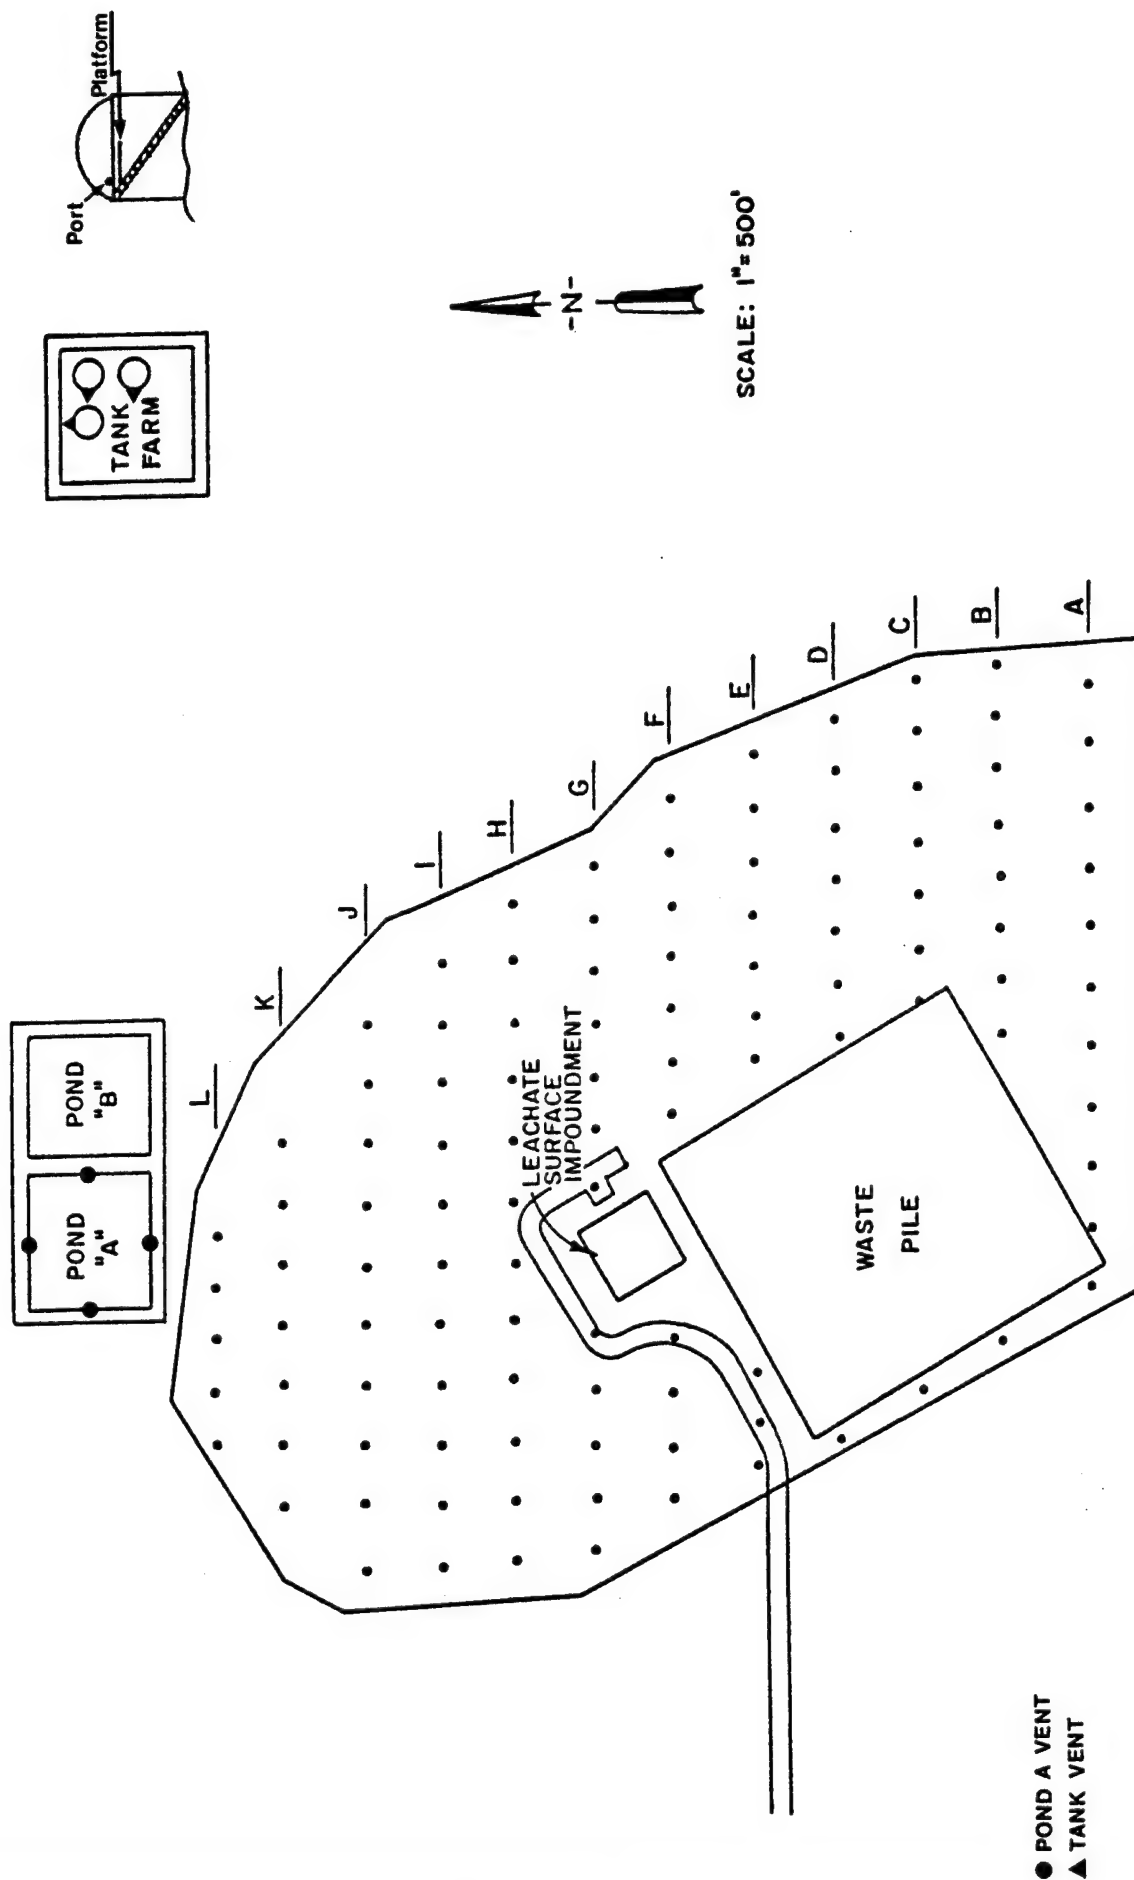 Port
Platform
TANK
FARM
-N-
SCALE: 1"=500'
POND
"A"
POND
"B"
L
K
J
I
H
G
F
E
D
C
B
A
LEACHATE
SURFACE
IMPOUNDMENT
WASTE
PILE
● POND A VENT
▲ TANK VENT